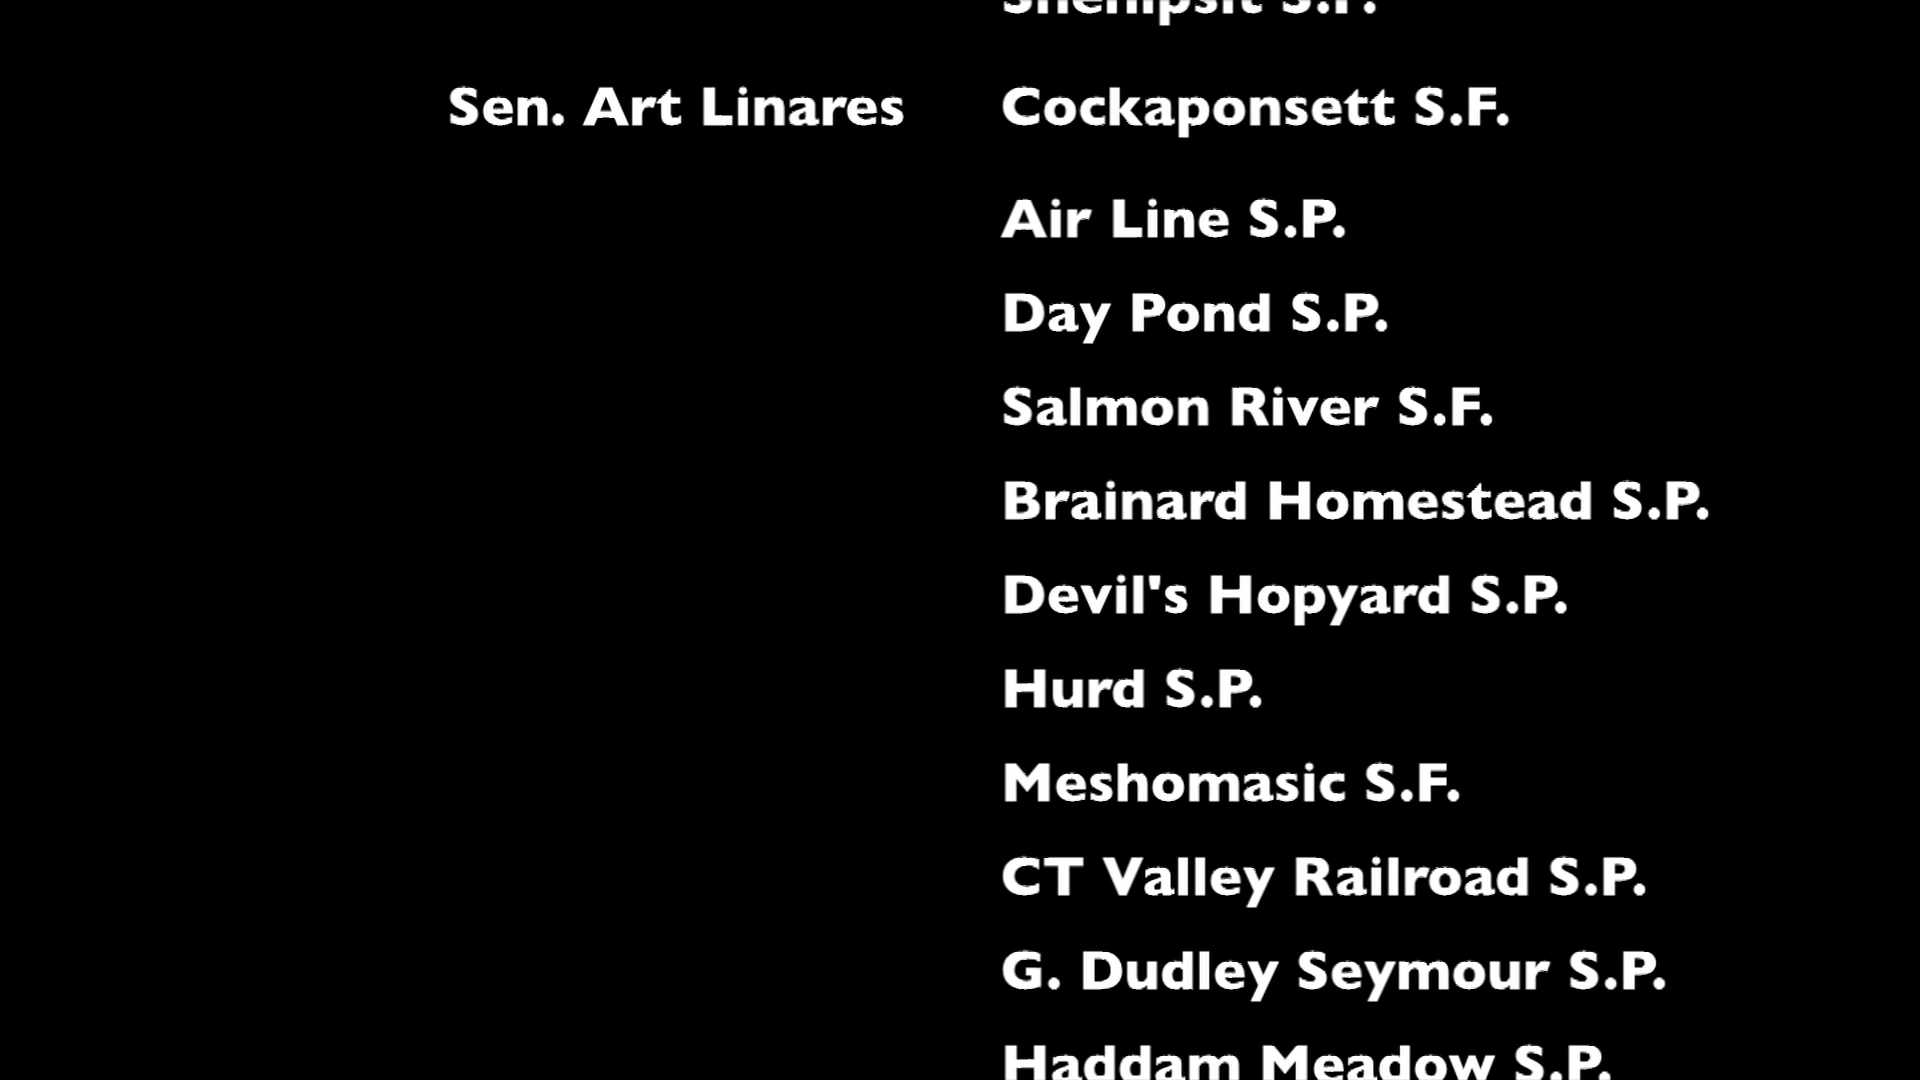 Shenipsit S.F.
Sen. Art Linares Cockaponsett S.F.
Air Line S.P.
Day Pond S.P.
Salmon River S.F.
Brainard Homestead S.P.
Devil's Hopyard S.P.
Hurd S.P.
Meshomasic S.F.
CT Valley Railroad S.P.
G. Dudley Seymour S.P.
Haddam Meadow S.P.